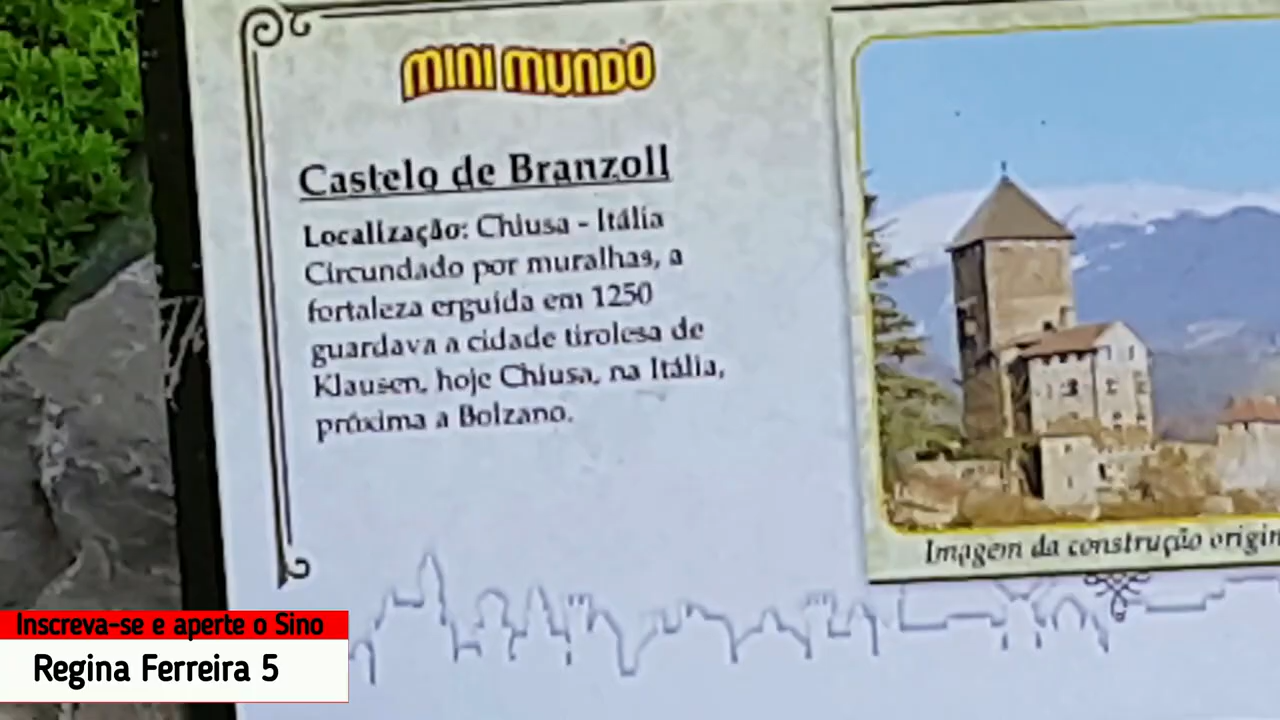 MINI MUNDO
Castelo de Branzoll
Localização: Chiusa - Itália
Circundado por muralhas, a
fortaleza erguida em 1250
guardava a cidade tirolesa de
Klausen, hoje Chiusa, na Itália,
próxima a Bolzano.
Imagem da construção origin
Inscreva-se e aperte o Sino
Regina Ferreira 5